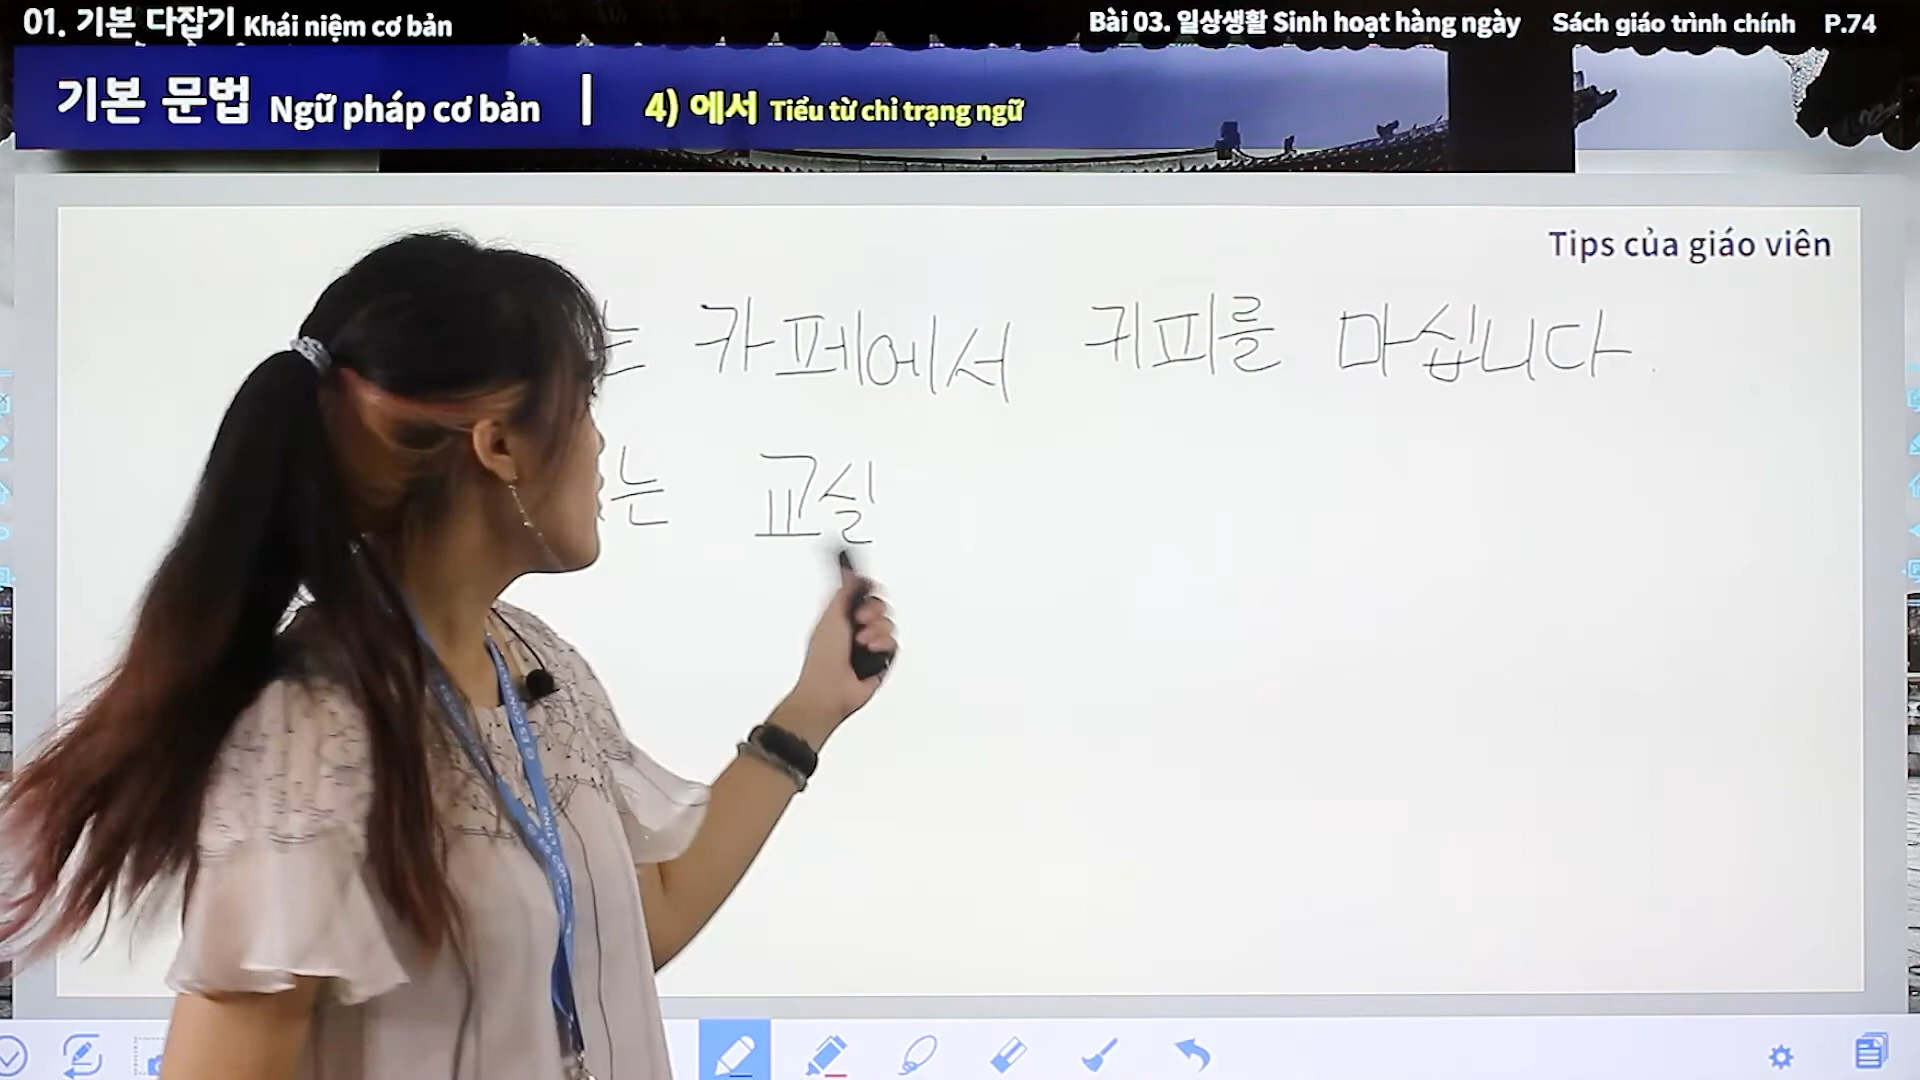 01. 기본 다잡기 Khái niệm cơ bản
Bài 03. 일상생활 Sinh hoạt hàng ngày Sách giáo trình chính P.74
기본 문법 Ngữ pháp cơ bản | 4) 에서 Tiểu từ chỉ trạng ngữ
Tips của giáo viên
는 카페에서 커피를 마십니다.
는 교실